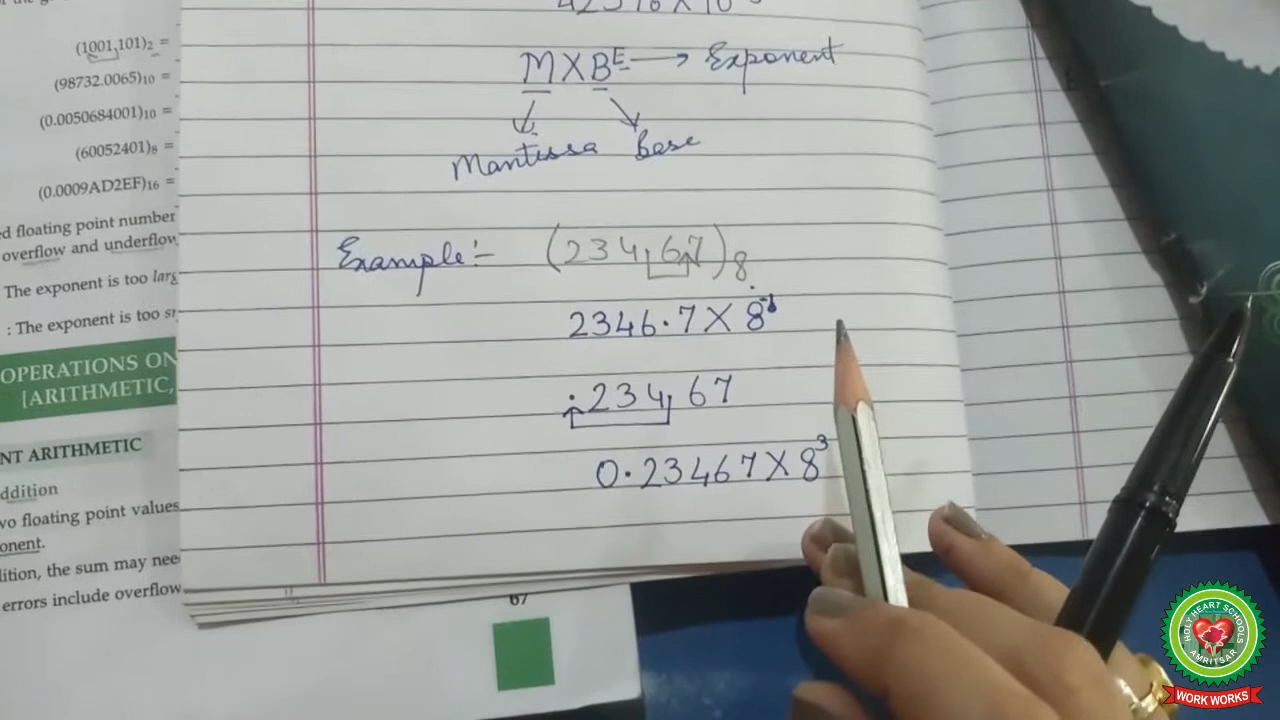 (1001.101)₂ =
(98732.0065)₁₀ =
(0.0050684001)₁₀ =
(60052401)₈ =
(0.0009AD2EF)₁₆ =
ed floating point number
overflow and underflow
The exponent is too larg
: The exponent is too s
OPERATIONS ON
[ARITHMETIC,
NT ARITHMETIC
ddition
wo floating point values
onent.
dition, the sum may nee
errors include overflow
67
M X Bᴱ → Exponent
Mantissa base
Example:- (234.67)₈
2346.7 X 8⁻¹
.234.67
0.23467 X 8³
HOLY HEART SCHOOLS
AMRITSAR
WORK WORKS